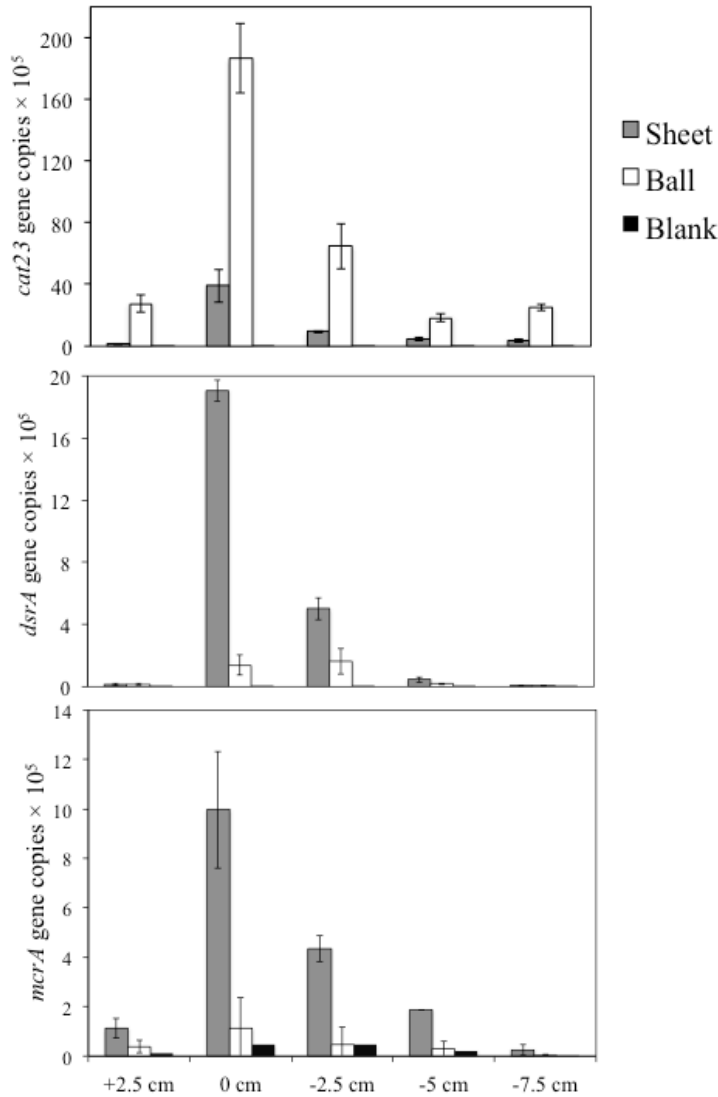 cat23 gene copies × 10⁵
200
160
120
80
40
0
Sheet
Ball
Blank
dsrA gene copies × 10⁵
20
16
12
8
4
0
mcrA gene copies × 10⁵
14
12
10
8
6
4
2
0
+2.5 cm 0 cm -2.5 cm -5 cm -7.5 cm